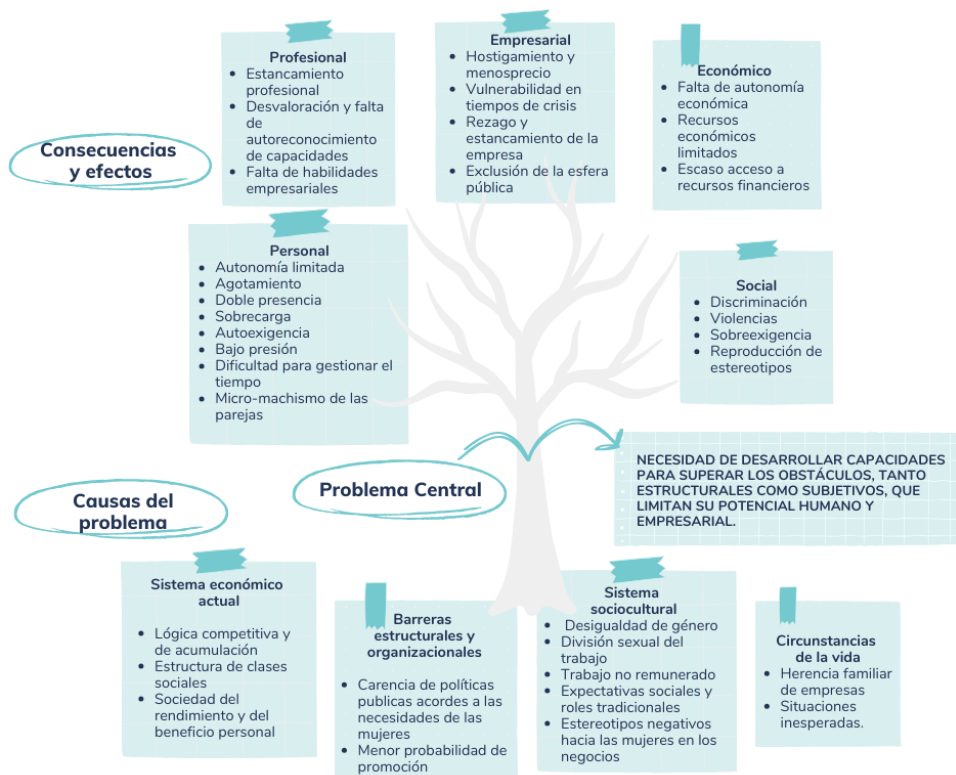 Profesional
• Estancamiento
profesional
• Desvaloración y falta
de
autoreconocimiento
de capacidades
• Falta de habilidades
empresariales
Empresarial
• Hostigamiento y
menosprecio
• Vulnerabilidad en
tiempos de crisis
• Rezago y
estancamiento de la
empresa
• Exclusión de la esfera
pública
Económico
• Falta de autonomía
económica
• Recursos
económicos
limitados
• Escaso acceso a
recursos financieros
Consecuencias
y efectos
Personal
• Autonomía limitada
• Agotamiento
• Doble presencia
• Sobrecarga
• Autoexigencia
• Bajo presión
• Dificultad para gestionar el
tiempo
• Micro-machismo de las
parejas
Social
• Discriminación
• Violencias
• Sobreexigencia
• Reproducción de
estereotipos
Problema Central
NECESIDAD DE DESARROLLAR CAPACIDADES
PARA SUPERAR LOS OBSTÁCULOS, TANTO
ESTRUCTURALES COMO SUBJETIVOS, QUE
LIMITAN SU POTENCIAL HUMANO Y
EMPRESARIAL.
Causas del
problema
Sistema económico
actual
• Lógica competitiva y
de acumulación
• Estructura de clases
sociales
• Sociedad del
rendimiento y del
beneficio personal
Barreras
estructurales y
organizacionales
• Carencia de políticas
publicas acordes a las
necesidades de las
mujeres
• Menor probabilidad de
promoción
Sistema
sociocultural
• Desigualdad de género
• División sexual del
trabajo
• Trabajo no remunerado
• Expectativas sociales y
roles tradicionales
• Estereotipos negativos
hacia las mujeres en los
negocios
Circunstancias
de la vida
• Herencia familiar
de empresas
• Situaciones
inesperadas.